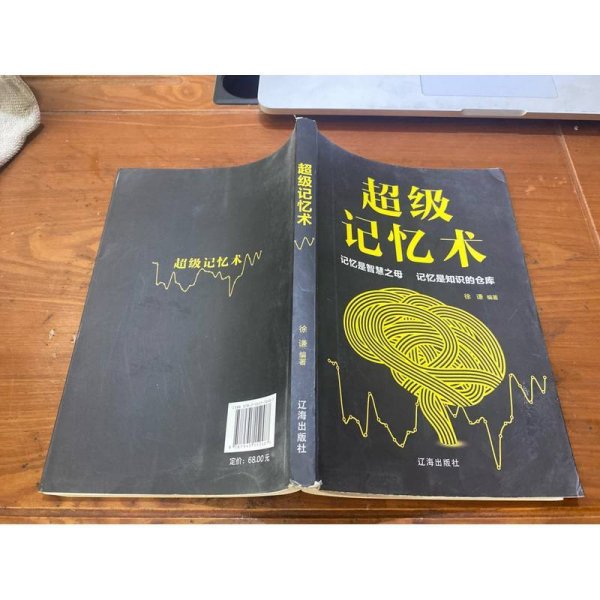 超级记忆术
超级记忆术
徐谦 编著
辽海出版社
定价：68.00元
超级
记忆术
记忆是智慧之母 记忆是知识的仓库
徐谦 编著
辽海出版社